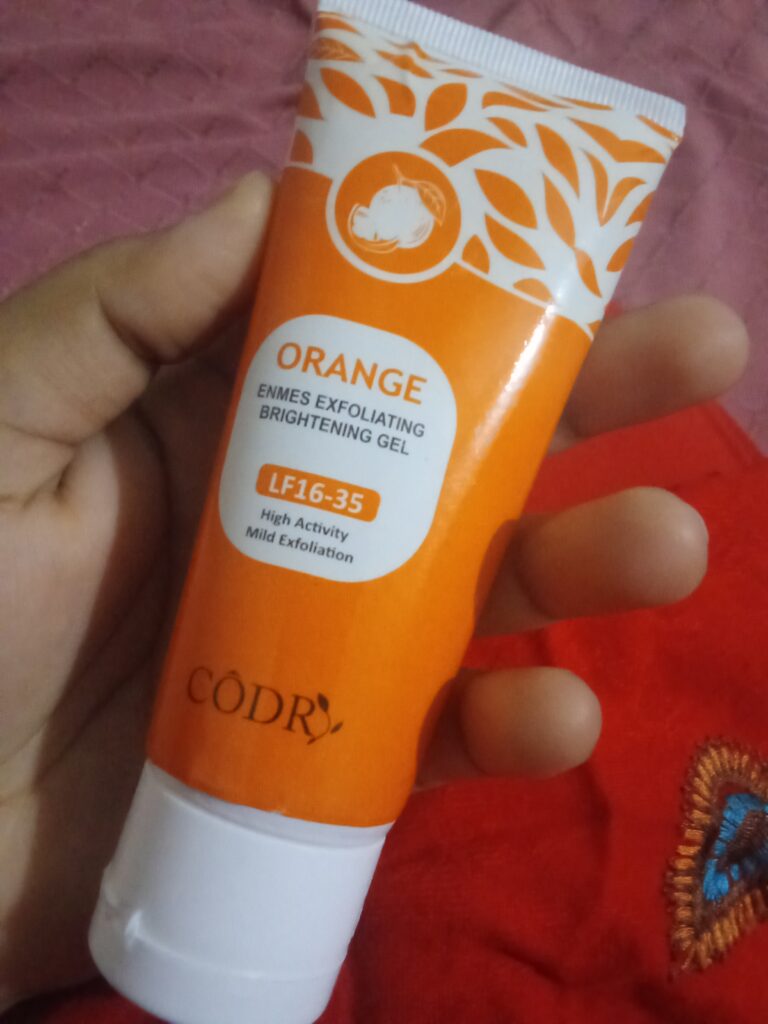 ORANGE
ENMES EXFOLIATING
BRIGHTENING GEL
LF16-35
High Activity
Mild Exfoliation
CÔDRY